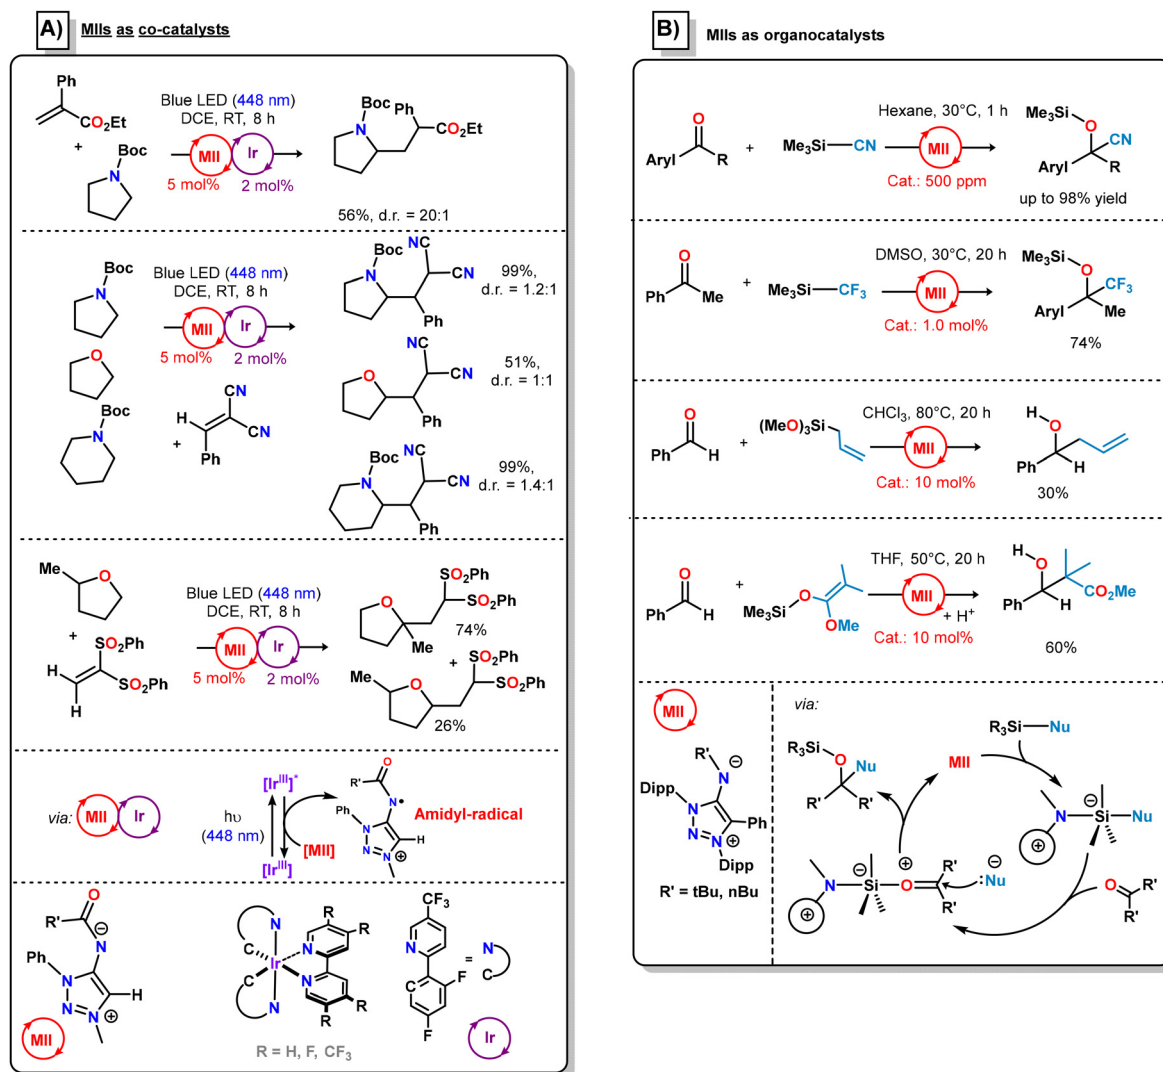 A) MIIs as co-catalysts
Ph
CO2Et
+
Boc
N
Blue LED (448 nm)
DCE, RT, 8 h
MII Ir
5 mol% 2 mol%
Boc
N
Ph
CO2Et
56%, d.r. = 20:1
Boc
N
O
Boc
N
+
H
CN
CN
Ph
Blue LED (448 nm)
DCE, RT, 8 h
MII Ir
5 mol% 2 mol%
Boc
N
NC
CN
Ph
99%,
d.r. = 1.2:1
O
NC
CN
Ph
51%,
d.r. = 1:1
Boc
N
NC
CN
Ph
99%,
d.r. = 1.4:1
Me
O
+
SO2Ph
SO2Ph
H
H
Blue LED (448 nm)
DCE, RT, 8 h
MII Ir
5 mol% 2 mol%
SO2Ph
SO2Ph
O
Me
74%
+
Me
O
SO2Ph
SO2Ph
26%
via: MII Ir
[IrIII]*
hυ
(448 nm)
[MII]
[IrIII]
R'
O
N•
Ph
N
N
N
⊕
H
Amidyl-radical
R'
O
⊖
N
Ph
N
N
N
⊕
H
MII
N
C
Ir
C
N
N
N
R
R
R
R
R = H, F, CF3
CF3
N
C
F
F
=
N
C
Ir
B) MIIs as organocatalysts
O
Aryl R
+
Me3Si CN
Hexane, 30°C, 1 h
MII
Cat.: 500 ppm
Me3Si
O
CN
Aryl R
up to 98% yield
O
Ph Me
+
Me3Si CF3
DMSO, 30°C, 20 h
MII
Cat.: 1.0 mol%
Me3Si
O
CF3
Aryl Me
74%
O
Ph H
+
(MeO)3Si
CHCl3, 80°C, 20 h
MII
Cat.: 10 mol%
H
O
Ph H
30%
O
Ph H
+
Me3Si O
OMe
THF, 50°C, 20 h
MII
+ H+
Cat.: 10 mol%
H
O
Ph H
CO2Me
60%
MII
R'
N
⊖
Dipp
N
N
N
⊕
Ph
Dipp
R' = tBu, nBu
via:
R3Si Nu
MII
R3Si
O
Nu
R' R'
N
⊖
Si
Nu
⊕
O
R'
R'
N
⊖
Si
O
⊕
R'
R'
⊖
:Nu
⊕